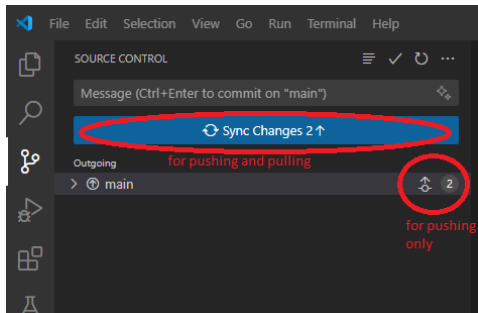 File Edit Selection View Go Run Terminal Help
SOURCE CONTROL
Message (Ctrl+Enter to commit on "main")
Sync Changes 2↑
Outgoing
for pushing and pulling
main
2
for pushing
only